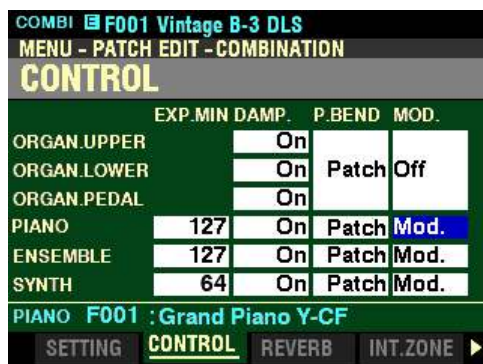 COMBI E F001 Vintage B-3 DLS
MENU - PATCH EDIT - COMBINATION
CONTROL
EXP.MIN DAMP. P.BEND MOD.
ORGAN.UPPER On
ORGAN.LOWER On Patch Off
ORGAN.PEDAL On
PIANO 127 On Patch Mod.
ENSEMBLE 127 On Patch Mod.
SYNTH 64 On Patch Mod.
PIANO F001 : Grand Piano Y-CF
SETTING CONTROL REVERB INT.ZONE